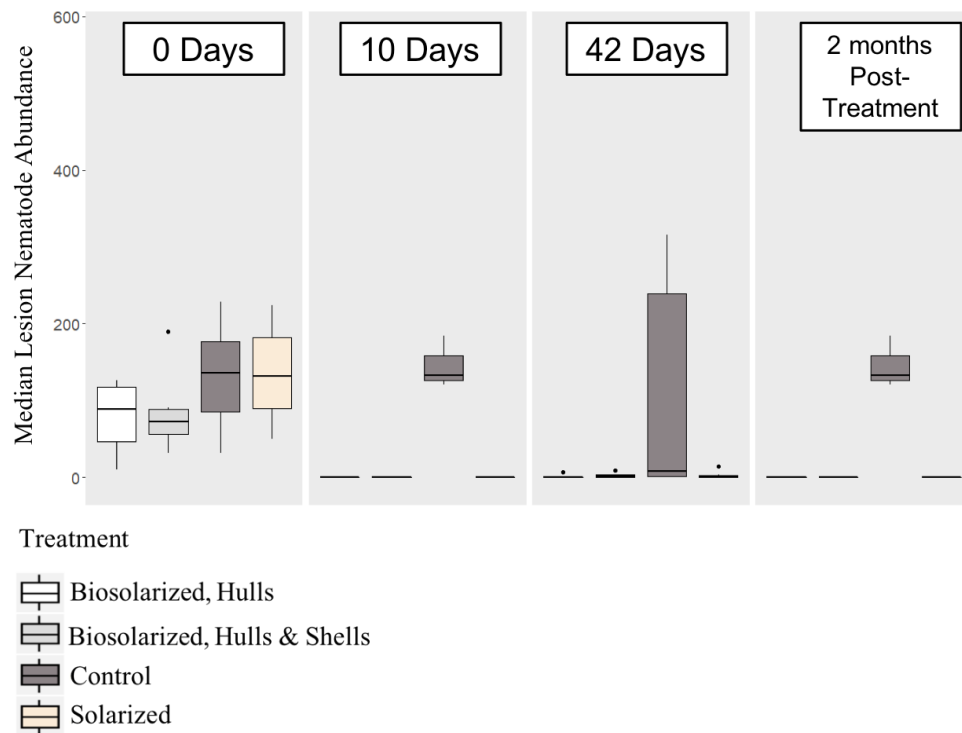 Median Lesion Nematode Abundance
600
400
200
0
0 Days
10 Days
42 Days
2 months
Post-
Treatment
Treatment
Biosolarized, Hulls
Biosolarized, Hulls & Shells
Control
Solarized